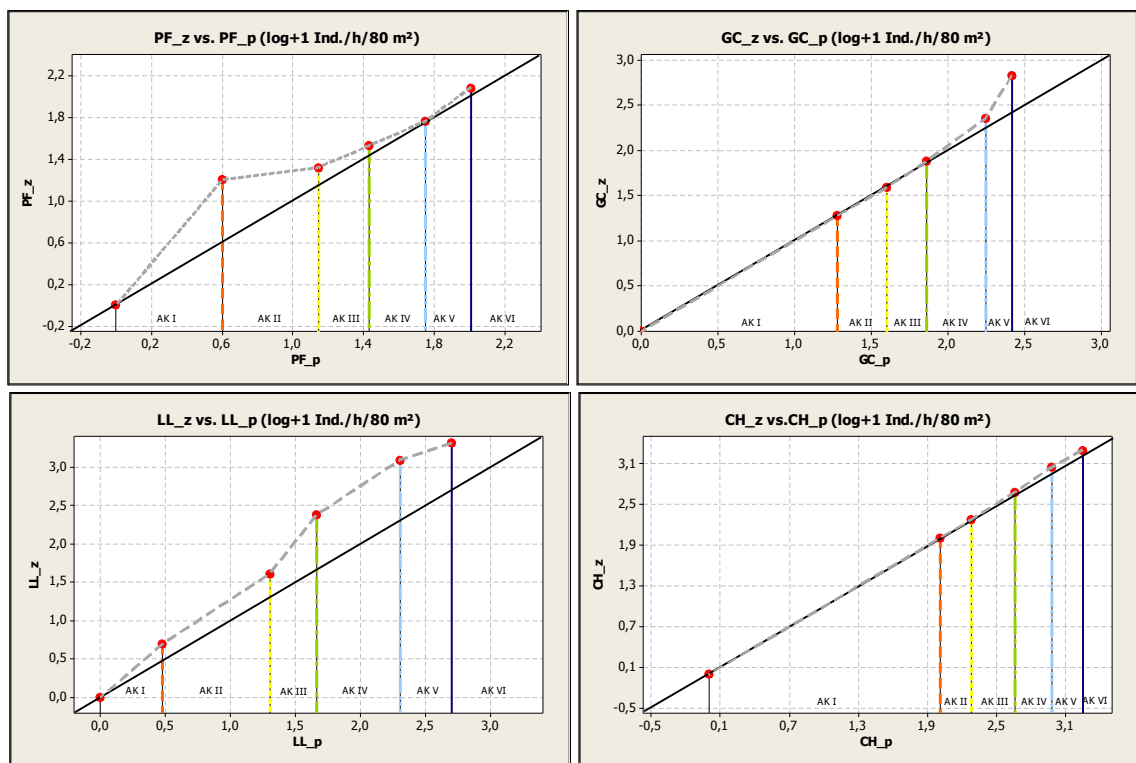 PF_z vs. PF_p (log+1 Ind./h/80 m²)
2,2
1,8
1,4
1,0
0,6
0,2
-0,2
PF_z
AK I
AK II
AK III
AK IV
AK V
AK VI
-0,2
0,2
0,6
1,0
1,4
1,8
2,2
PF_p
GC_z vs. GC_p (log+1 Ind./h/80 m²)
3,0
2,5
2,0
1,5
1,0
0,5
0,0
GC_z
AK I
AK II
AK III
AK IV
AK V
AK VI
0,0
0,5
1,0
1,5
2,0
2,5
3,0
GC_p
LL_z vs. LL_p (log+1 Ind./h/80 m²)
3,0
2,5
2,0
1,5
1,0
0,5
0,0
LL_z
AK I
AK II
AK III
AK IV
AK V
AK VI
0,0
0,5
1,0
1,5
2,0
2,5
3,0
LL_p
CH_z vs.CH_p (log+1 Ind./h/80 m²)
3,1
2,5
1,9
1,3
0,7
0,1
-0,5
CH_z
AK I
AK II
AK III
AK IV
AK V
AK VI
-0,5
0,1
0,7
1,3
1,9
2,5
3,1
CH_p